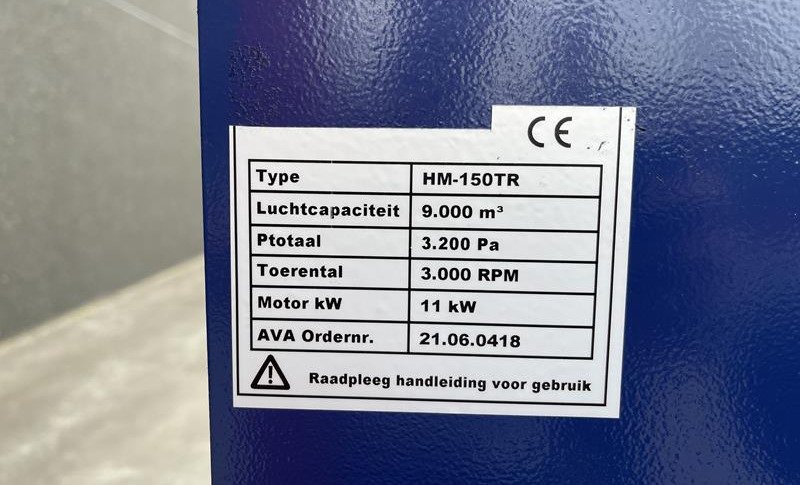 CE
Type HM-150TR
Luchtcapaciteit 9.000 m³
Ptotaal 3.200 Pa
Toerental 3.000 RPM
Motor kW 11 kW
AVA Ordernr. 21.06.0418
Raadpleeg handleiding voor gebruik